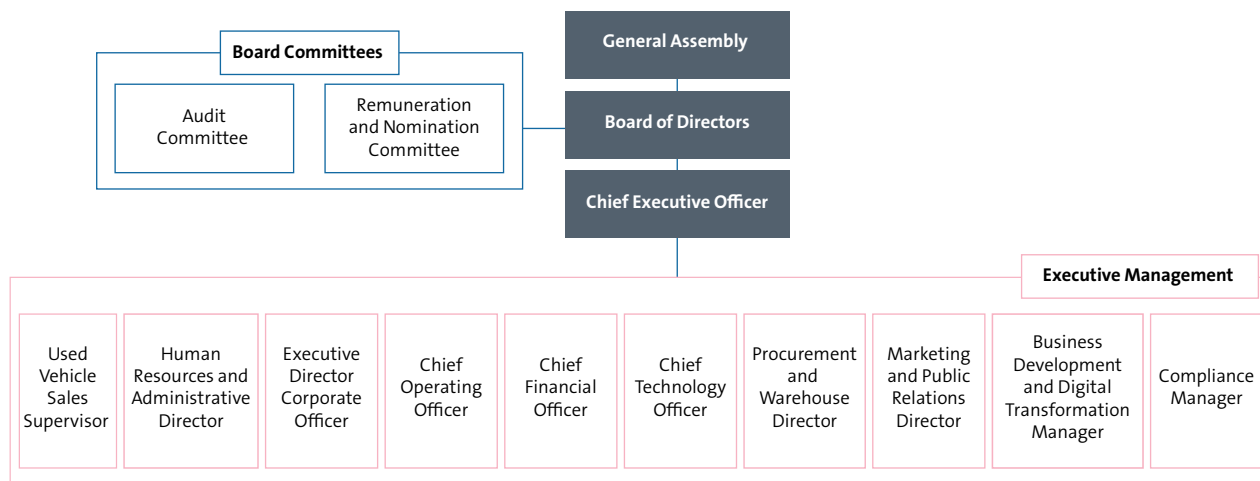 General Assembly
Board Committees
Audit
Committee
Remuneration
and Nomination
Committee
Board of Directors
Chief Executive Officer
Executive Management
Used
Vehicle
Sales
Supervisor
Human
Resources and
Administrative
Director
Executive
Director
Corporate
Officer
Chief
Operating
Officer
Chief
Financial
Officer
Chief
Technology
Officer
Procurement
and
Warehouse
Director
Marketing
and Public
Relations
Director
Business
Development
and Digital
Transformation
Manager
Compliance
Manager